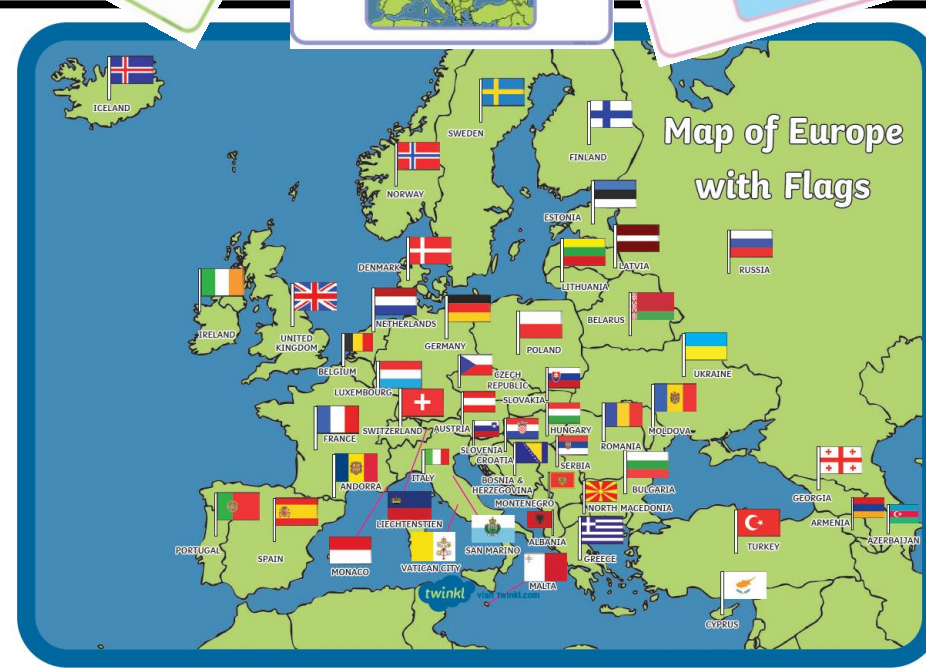 ICELAND
SWEDEN
FINLAND
Map of Europe
with Flags
NORWAY
ESTONIA
DENMARK
LATVIA
RUSSIA
LITHUANIA
NETHERLANDS
BELARUS
IRELAND
UNITED
KINGDOM
GERMANY
POLAND
BELGIUM
UKRAINE
CZECH
REPUBLIC
LUXEMBOURG
SLOVAKIA
SWITZERLAND
AUSTRIA
HUNGARY
MOLDOVA
FRANCE
ROMANIA
SLOVENIA
CROATIA
SERBIA
ITALY
BOSNIA &
HERZEGOVINA
ANDORRA
BULGARIA
MONTENEGRO
GEORGIA
NORTH MACEDONIA
LIECHTENSTIEN
ARMENIA
AZERBAIJAN
ALBANIA
TURKEY
PORTUGAL
SPAIN
SAN MARINO
GREECE
MONACO
VATICAN CITY
MALTA
twinkl
visit twinkl.com
CYPRUS